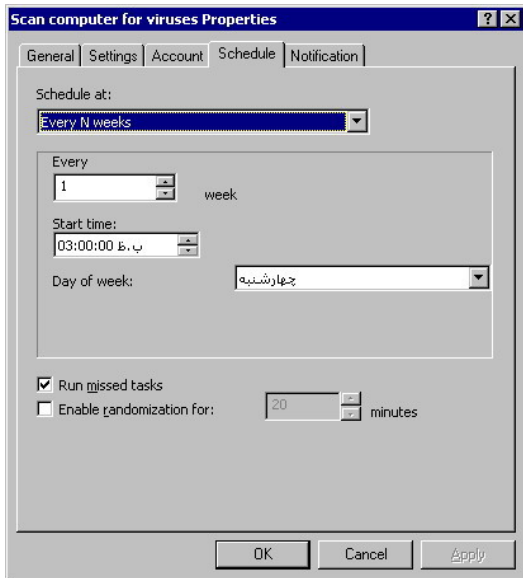 Scan computer for viruses Properties
General Settings Account Schedule Notification
Schedule at:
Every N weeks
Every
1 week
Start time:
03:00:00 ب.ظ
Day of week: چهارشنبه
Run missed tasks
Enable randomization for: 20 minutes
OK Cancel Apply